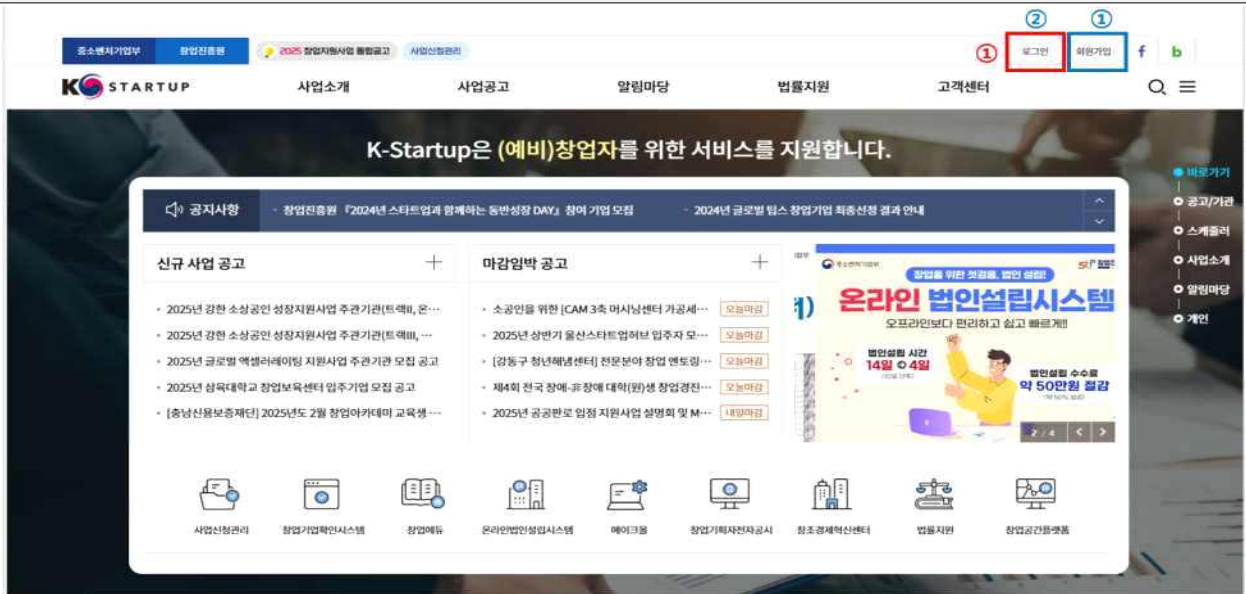 ② ①
중소벤처기업부 창업진흥원 2025 창업지원사업 통합공고 사업신청관리 ① 로그인 회원가입 f b
K STARTUP 사업소개 사업공고 알림마당 법률지원 고객센터
K-Startup은 (예비)창업자를 위한 서비스를 지원합니다.
바로가기
공고/기관
스케줄러
사업소개
알림마당
개인
공지사항 · 창업진흥원 『2024년 스타트업과 함께하는 동반성장 DAY』 참여 기업 모집 · 2024년 글로벌 팁스 창업기업 최종선정 결과 안내
신규 사업 공고 +
· 2025년 강한 소상공인 성장지원사업 주관기관(트랙II, 온…
· 2025년 강한 소상공인 성장지원사업 주관기관(트랙III, …
· 2025년 글로벌 액셀러레이팅 지원사업 주관기관 모집 공고
· 2025년 삼육대학교 창업보육센터 입주기업 모집 공고
· [충남신용보증재단] 2025년도 2월 창업아카데미 교육생 …
마감임박 공고 +
· 소공인을 위한 [CAM 3축 머시닝센터 가공세… 오늘마감
· 2025년 상반기 울산스타트업허브 입주자 모… 오늘마감
· [강동구 청년해냄센터] 전문분야 창업 멘토링… 오늘마감
· 제4회 전국 장애-非장애 대학(원)생 창업경진… 오늘마감
· 2025년 공공판로 입점 지원사업 설명회 및 M… 내일마감
중소벤처기업부
창업을 위한 첫걸음, 법인 설립!
온라인 법인설립시스템
오프라인보다 편리하고 쉽고 빠르게!!
법인설립 시간
14일 4일
법인설립 수수료
약 50만원 절감
2 / 4 < >
사업신청관리 창업기업확인시스템 창업에듀 온라인법인설립시스템 메이크올 창업기획자전자공시 창조경제혁신센터 법률지원 창업공간플랫폼